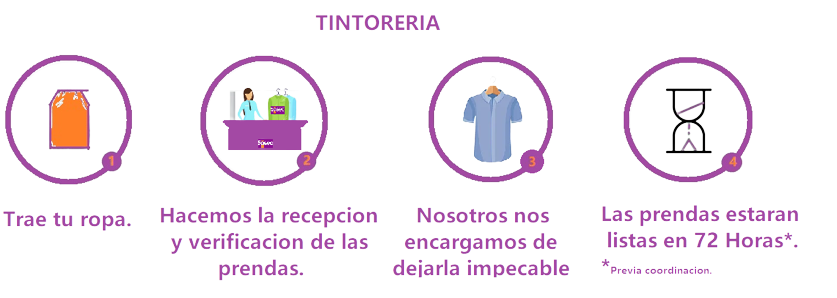 TINTORERIA
1
2
3
4
Trae tu ropa.
Hacemos la recepcion
y verificacion de las
prendas.
Nosotros nos
encargamos de
dejarla impecable
Las prendas estaran
listas en 72 Horas*.
*Previa coordinacion.